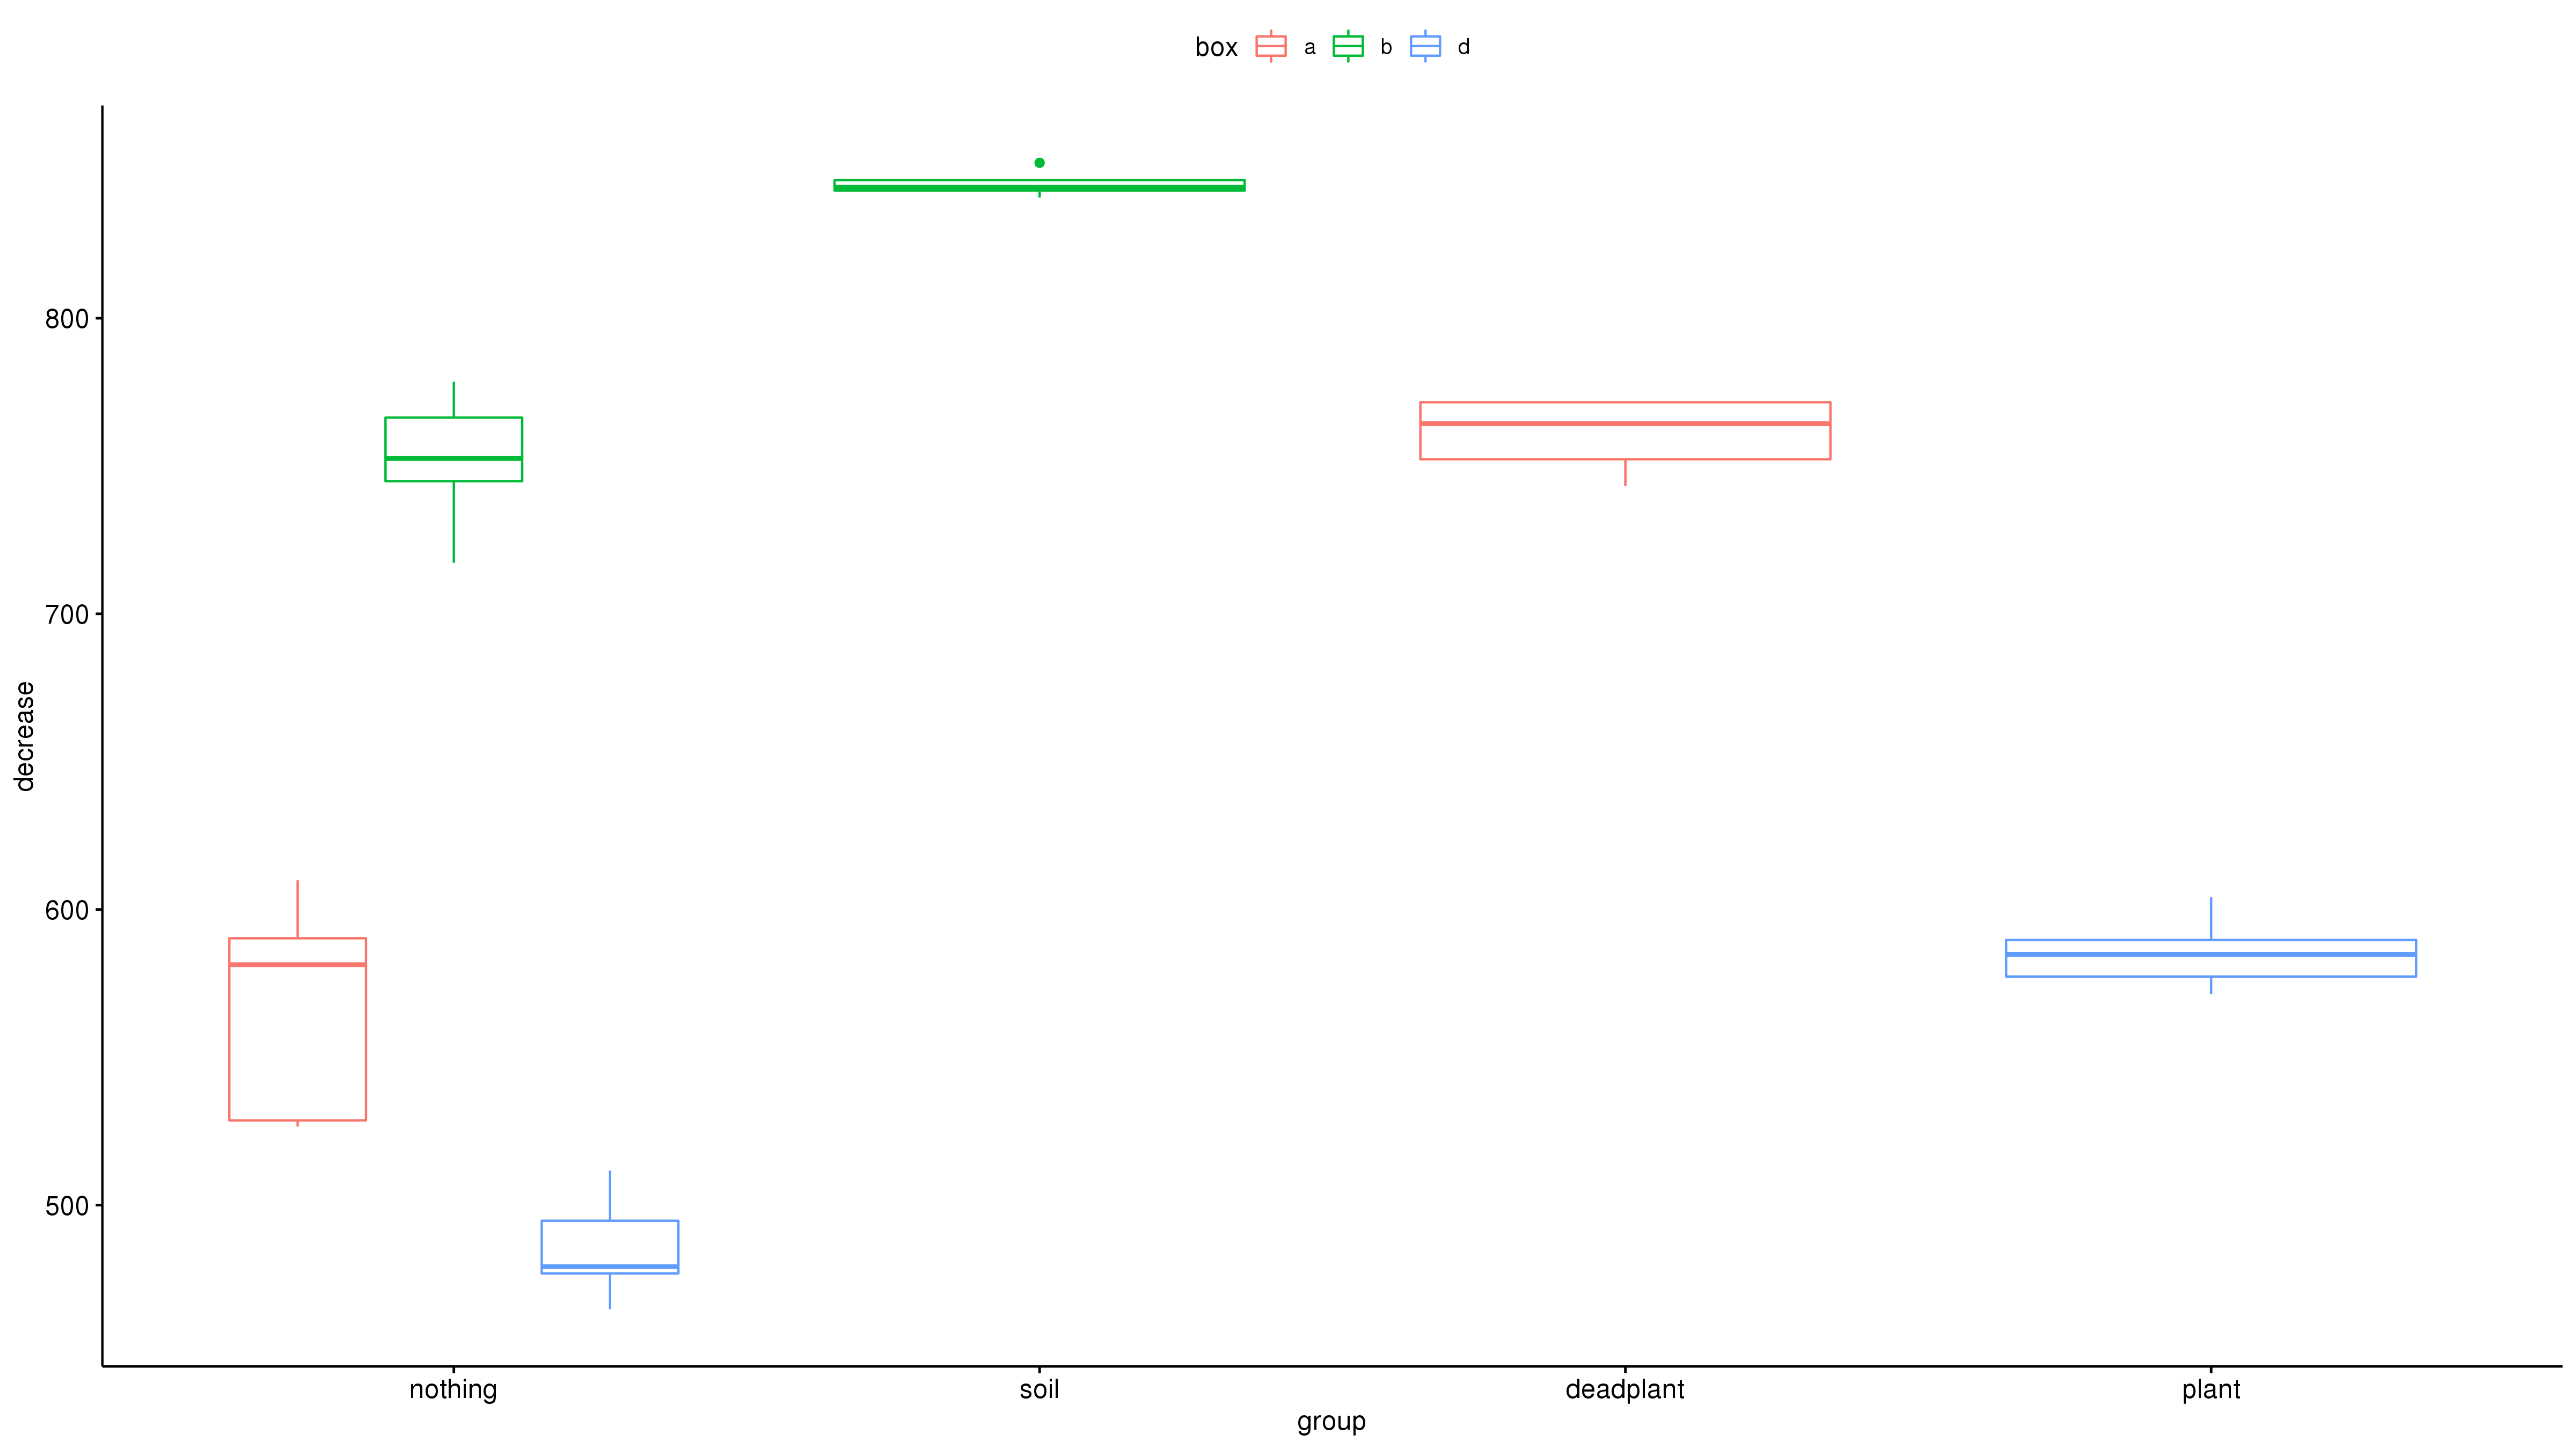 box a b d
800
700
600
500
decrease
nothing soil deadplant plant
group